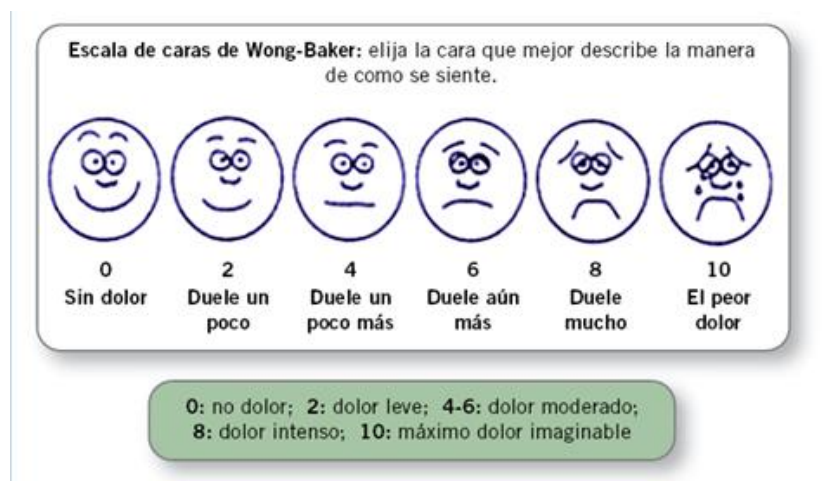 Escala de caras de Wong-Baker: elija la cara que mejor describe la manera
de como se siente.
0 2 4 6 8 10
Sin dolor Duele un Duele un Duele aún Duele El peor
poco poco más más mucho dolor
0: no dolor; 2: dolor leve; 4-6: dolor moderado;
8: dolor intenso; 10: máximo dolor imaginable